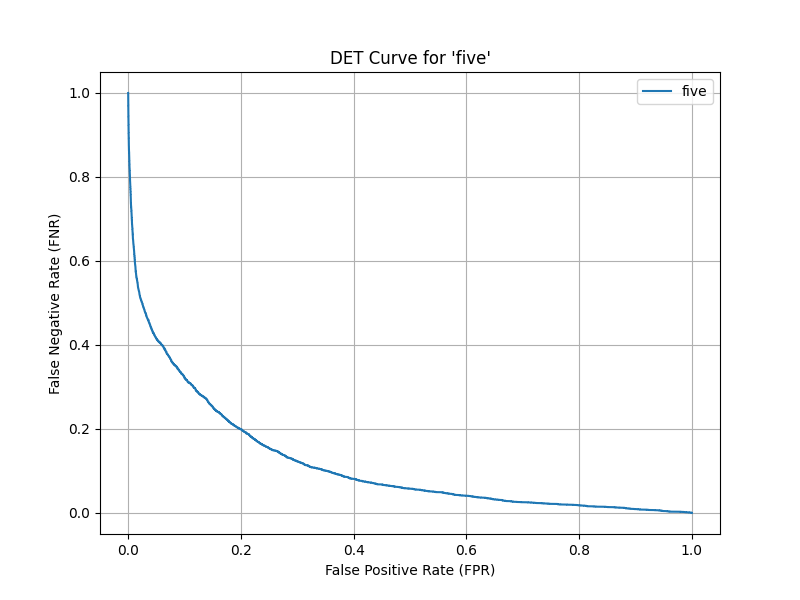 DET Curve for 'five'
five
1.0
0.8
0.6
0.4
0.2
0.0
False Negative Rate (FNR)
0.0 0.2 0.4 0.6 0.8 1.0
False Positive Rate (FPR)